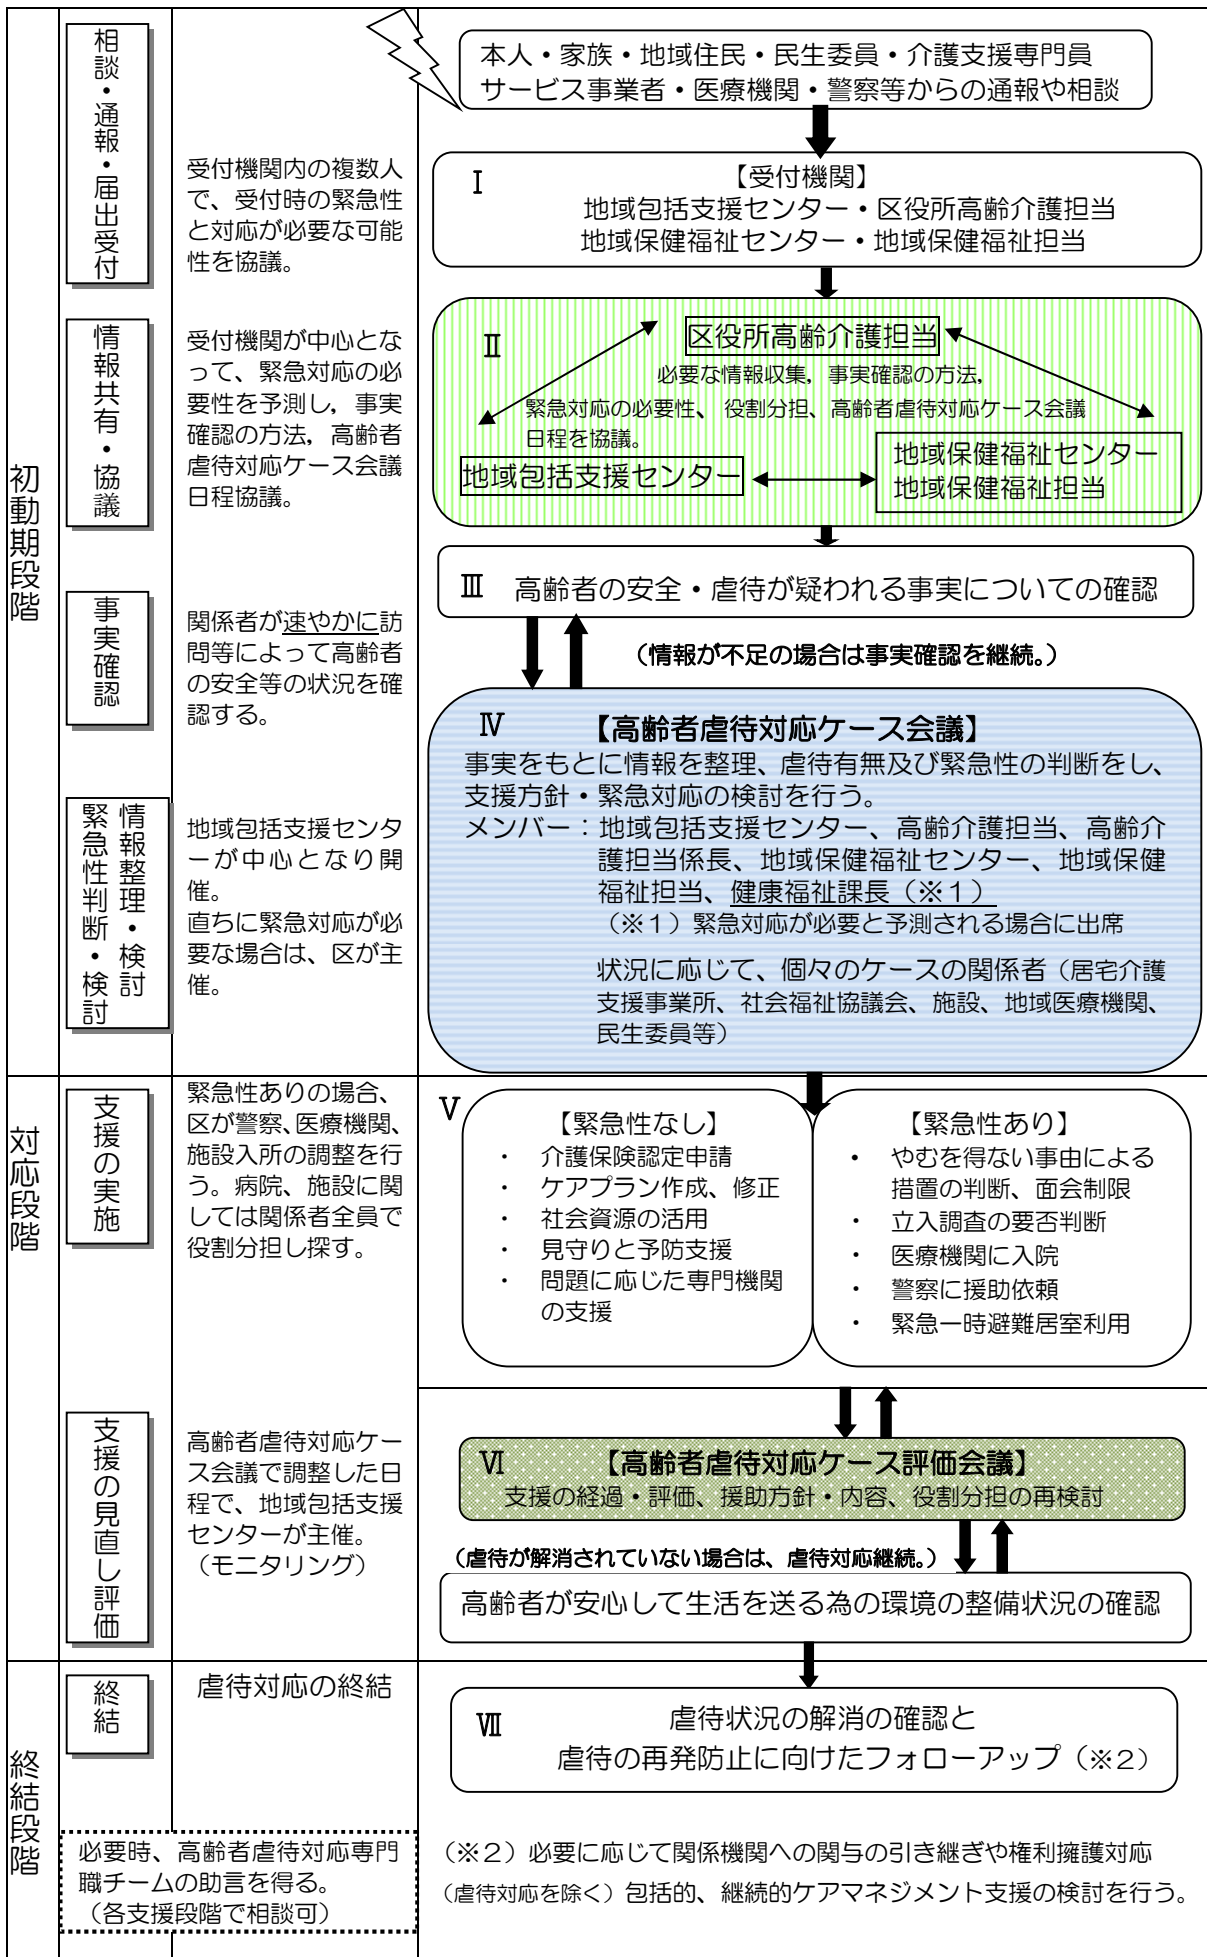 初動期段階
相談・通報・届出受付
受付機関内の複数人
で、受付時の緊急性
と対応が必要な可能
性を協議。
本人・家族・地域住民・民生委員・介護支援専門員
サービス事業者・医療機関・警察等からの通報や相談
Ⅰ
【受付機関】
地域包括支援センター・区役所高齢介護担当
地域保健福祉センター・地域保健福祉担当
情報共有・協議
受付機関が中心とな
って、緊急対応の必
要性を予測し，事実
確認の方法，高齢者
虐待対応ケース会議
日程協議。
Ⅱ
区役所高齢介護担当
必要な情報収集，事実確認の方法，
緊急対応の必要性、役割分担、高齢者虐待対応ケース会議
日程を協議。
地域包括支援センター
地域保健福祉センター
地域保健福祉担当
事実確認
関係者が速やかに訪
問等によって高齢者
の安全等の状況を確
認する。
Ⅲ 高齢者の安全・虐待が疑われる事実についての確認
（情報が不足の場合は事実確認を継続。）
情報整理・検討
緊急性判断・検討
地域包括支援センタ
ーが中心となり開
催。
直ちに緊急対応が必
要な場合は、区が主
催。
Ⅳ 【高齢者虐待対応ケース会議】
事実をもとに情報を整理、虐待有無及び緊急性の判断をし、
支援方針・緊急対応の検討を行う。
メンバー：地域包括支援センター、高齢介護担当、高齢介
護担当係長、地域保健福祉センター、地域保健
福祉担当、健康福祉課長（※１）
（※１）緊急対応が必要と予測される場合に出席
状況に応じて、個々のケースの関係者（居宅介護
支援事業所、社会福祉協議会、施設、地域医療機関、
民生委員等）
対応段階
支援の実施
緊急性ありの場合、
区が警察、医療機関、
施設入所の調整を行
う。病院、施設に関
しては関係者全員で
役割分担し探す。
Ⅴ
【緊急性なし】
・ 介護保険認定申請
・ ケアプラン作成、修正
・ 社会資源の活用
・ 見守りと予防支援
・ 問題に応じた専門機関
の支援
【緊急性あり】
・ やむを得ない事由による
措置の判断、面会制限
・ 立入調査の要否判断
・ 医療機関に入院
・ 警察に援助依頼
・ 緊急一時避難居室利用
支援の見直し評価
高齢者虐待対応ケー
ス会議で調整した日
程で、地域包括支援
センターが主催。
（モニタリング）
Ⅵ 【高齢者虐待対応ケース評価会議】
支援の経過・評価、援助方針・内容、役割分担の再検討
（虐待が解消されていない場合は、虐待対応継続。）
高齢者が安心して生活を送る為の環境の整備状況の確認
終結段階
終結
虐待対応の終結
Ⅶ
虐待状況の解消の確認と
虐待の再発防止に向けたフォローアップ（※２）
必要時、高齢者虐待対応専門
職チームの助言を得る。
（各支援段階で相談可）
（※２）必要に応じて関係機関への関与の引き継ぎや権利擁護対応
（虐待対応を除く）包括的、継続的ケアマネジメント支援の検討を行う。